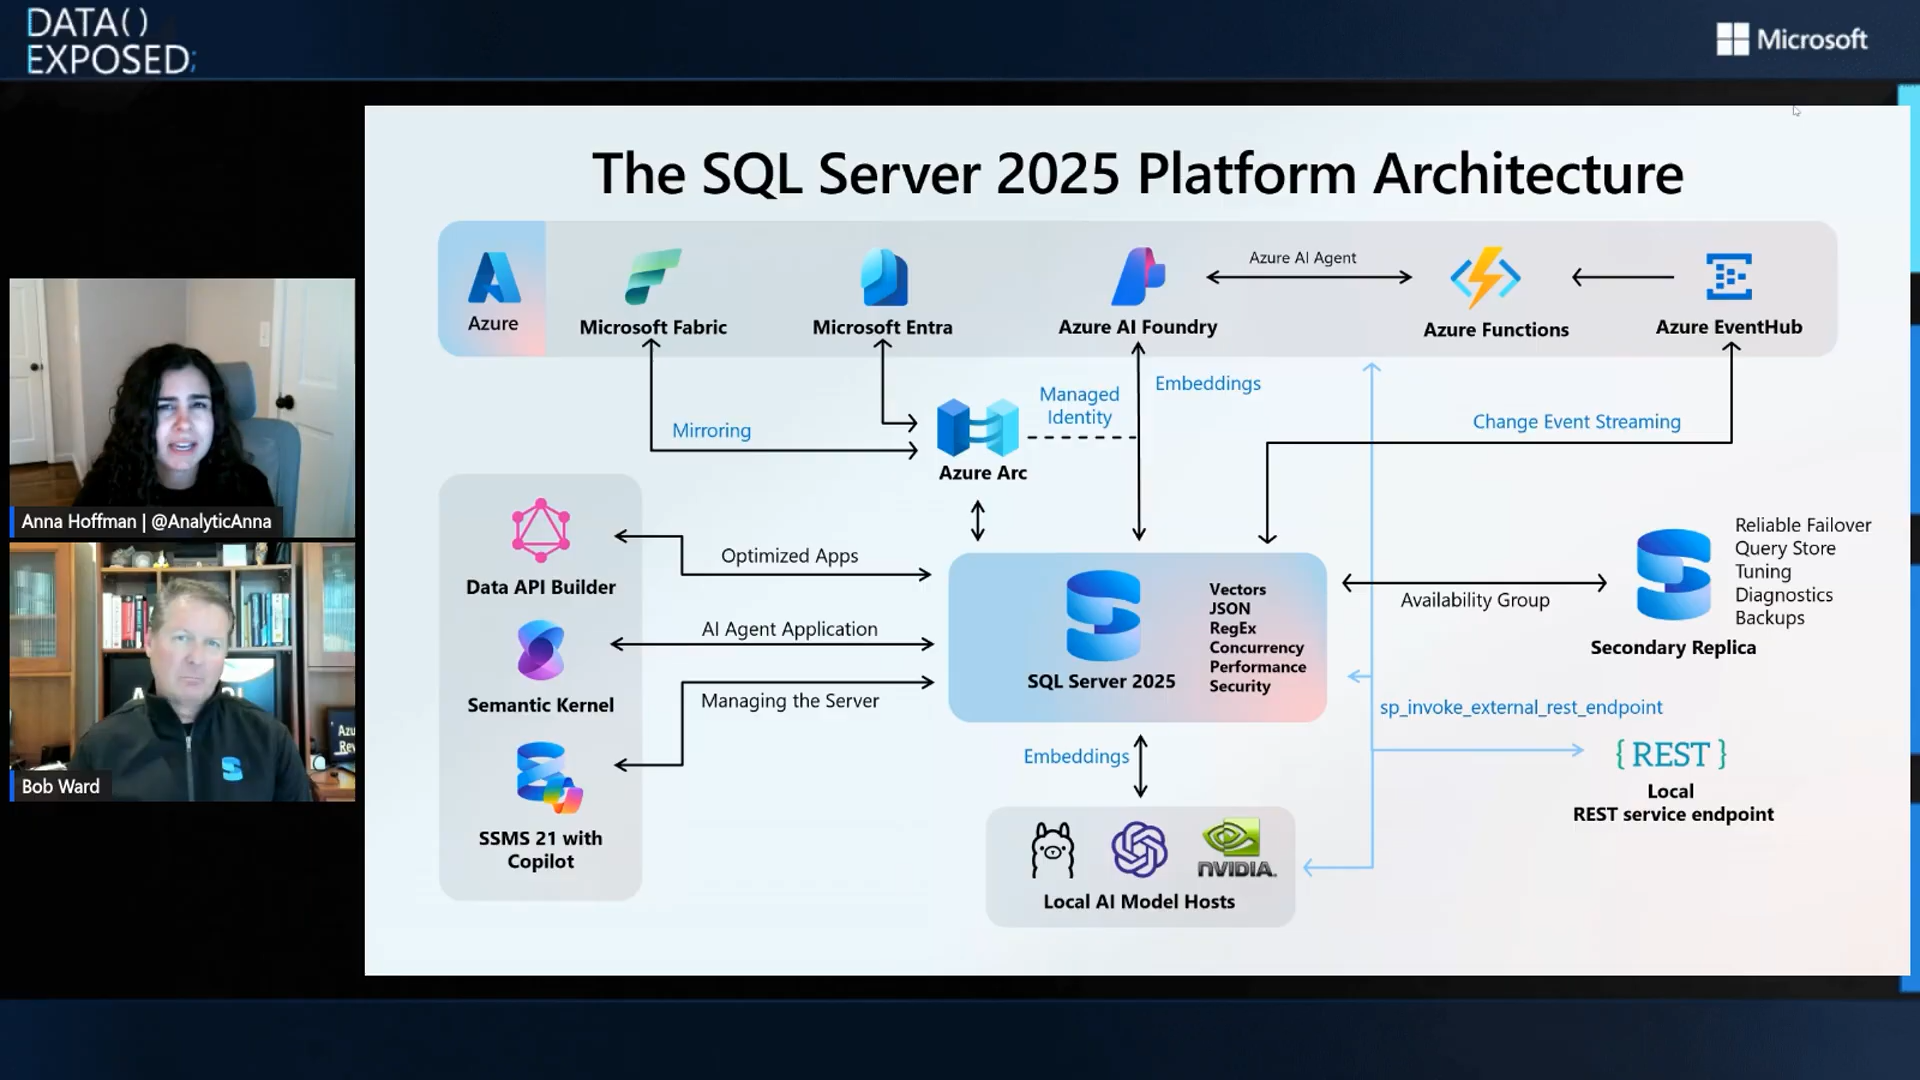 DATA()
EXPOSED;
Microsoft
The SQL Server 2025 Platform Architecture
Azure
Microsoft Fabric
Microsoft Entra
Azure AI Foundry
Azure AI Agent
Azure Functions
Azure EventHub
Mirroring
Managed
Identity
Embeddings
Change Event Streaming
Azure Arc
Data API Builder
Semantic Kernel
SSMS 21 with
Copilot
Optimized Apps
AI Agent Application
Managing the Server
SQL Server 2025
Vectors
JSON
RegEx
Concurrency
Performance
Security
Availability Group
Reliable Failover
Query Store
Tuning
Diagnostics
Backups
Secondary Replica
sp_invoke_external_rest_endpoint
{ REST }
Local
REST service endpoint
Embeddings
NVIDIA.
Local AI Model Hosts
Anna Hoffman | @AnalyticAnna
Bob Ward